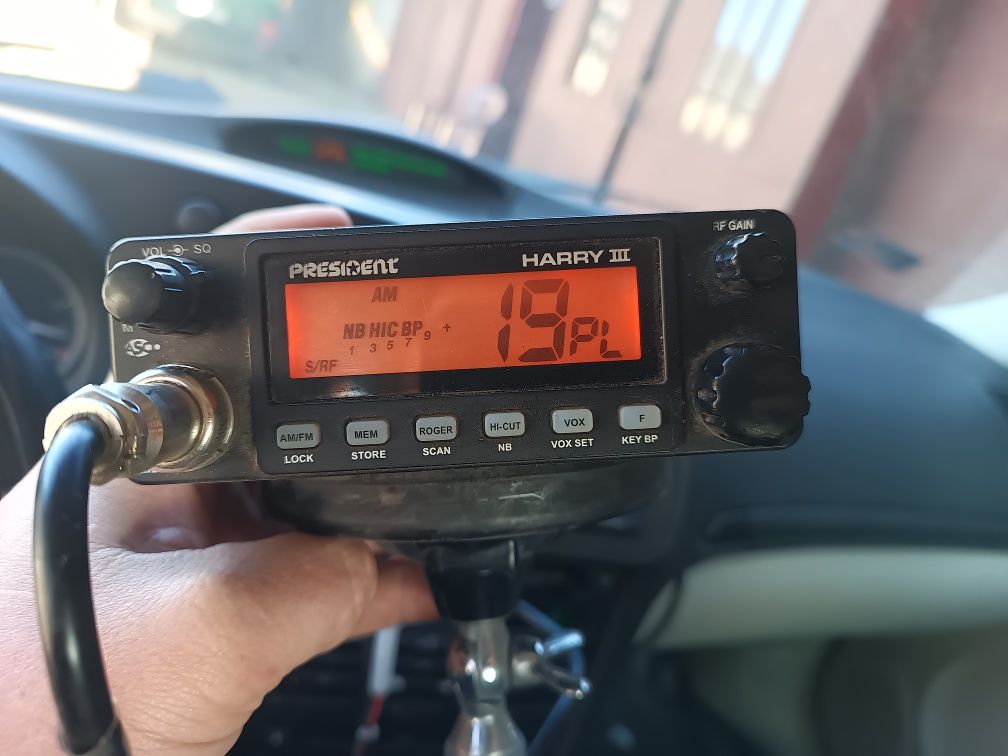 VOL SQ
RF GAIN
PRESIDENT HARRY III
AM
19 PL
NB HIC BP +
1 3 5 7 9
S/RF
ASC
AM/FM MEM ROGER HI-CUT VOX F
LOCK STORE SCAN NB VOX SET KEY BP